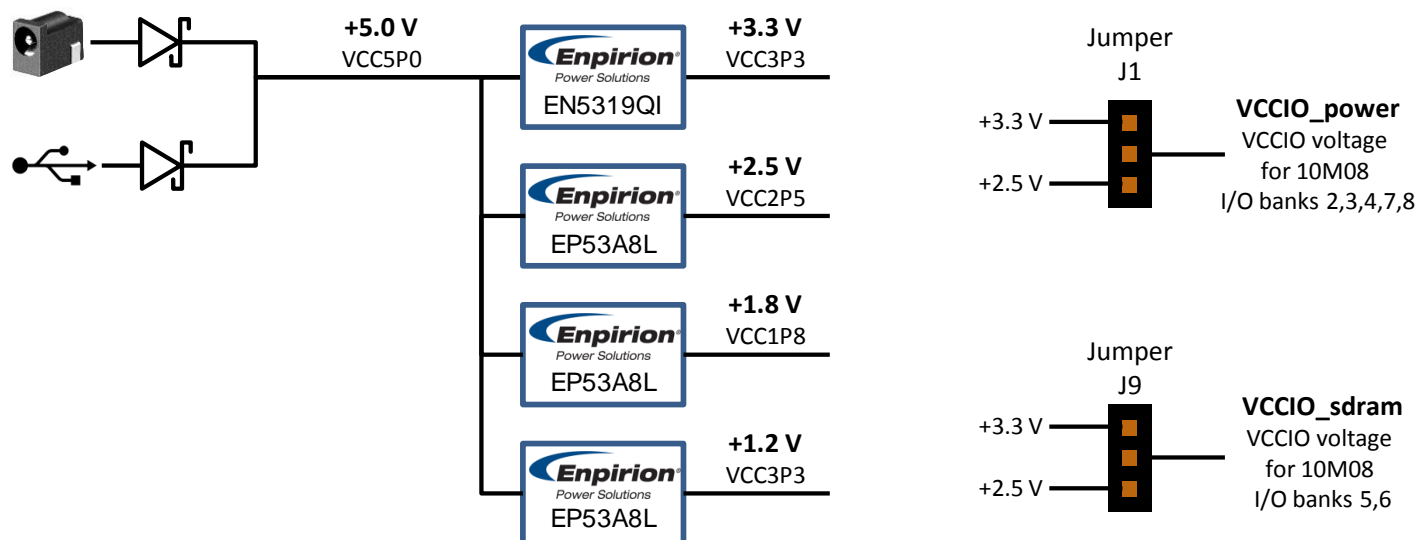 +5.0 V
VCC5P0
Enpirion®
Power Solutions
EN5319QI
+3.3 V
VCC3P3
Enpirion®
Power Solutions
EP53A8L
+2.5 V
VCC2P5
Enpirion®
Power Solutions
EP53A8L
+1.8 V
VCC1P8
Enpirion®
Power Solutions
EP53A8L
+1.2 V
VCC3P3
Jumper
J1
+3.3 V
+2.5 V
VCCIO_power
VCCIO voltage
for 10M08
I/O banks 2,3,4,7,8
Jumper
J9
+3.3 V
+2.5 V
VCCIO_sdram
VCCIO voltage
for 10M08
I/O banks 5,6